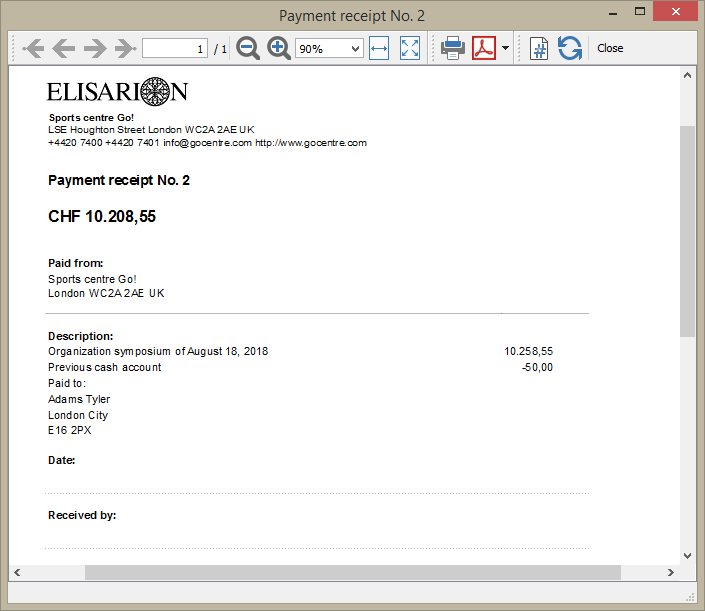 Payment receipt No. 2
1 / 1 90% Close
ELISARION
Sports centre Go!
LSE Houghton Street London WC2A 2AE UK
+4420 7400 +4420 7401 info@gocentre.com http://www.gocentre.com
Payment receipt No. 2
CHF 10.208,55
Paid from:
Sports centre Go!
London WC2A 2AE UK
Description:
Organization symposium of August 18, 2018 10.258,55
Previous cash account -50,00
Paid to:
Adams Tyler
London City
E16 2PX
Date:
Received by: